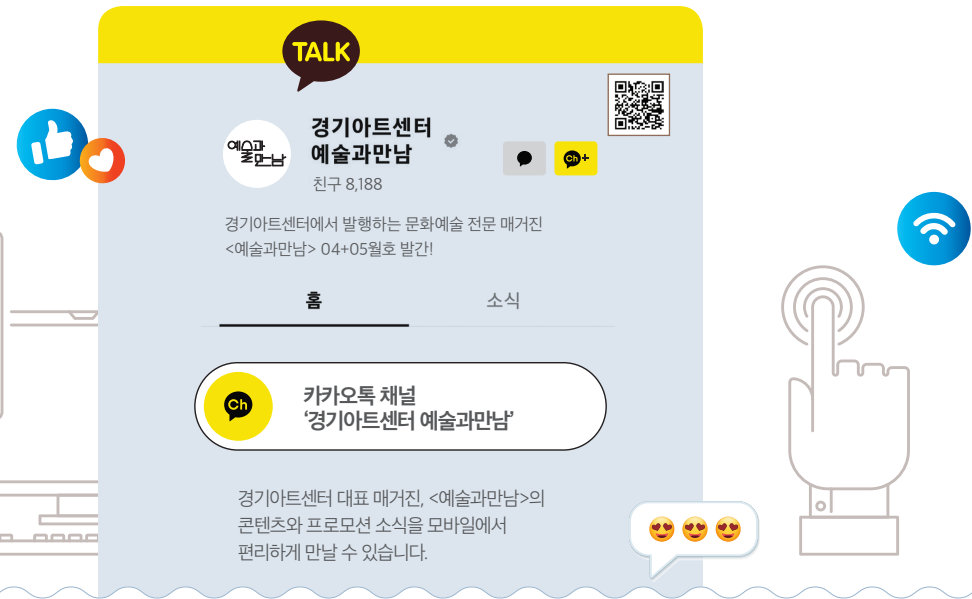 TALK
예술과
만남
경기아트센터
예술과만남
친구 8,188
Ch+
경기아트센터에서 발행하는 문화예술 전문 매거진
<예술과만남> 04+05월호 발간!
홈
소식
Ch
카카오톡 채널
‘경기아트센터 예술과만남’
경기아트센터 대표 매거진, <예술과만남>의
콘텐츠와 프로모션 소식을 모바일에서
편리하게 만날 수 있습니다.